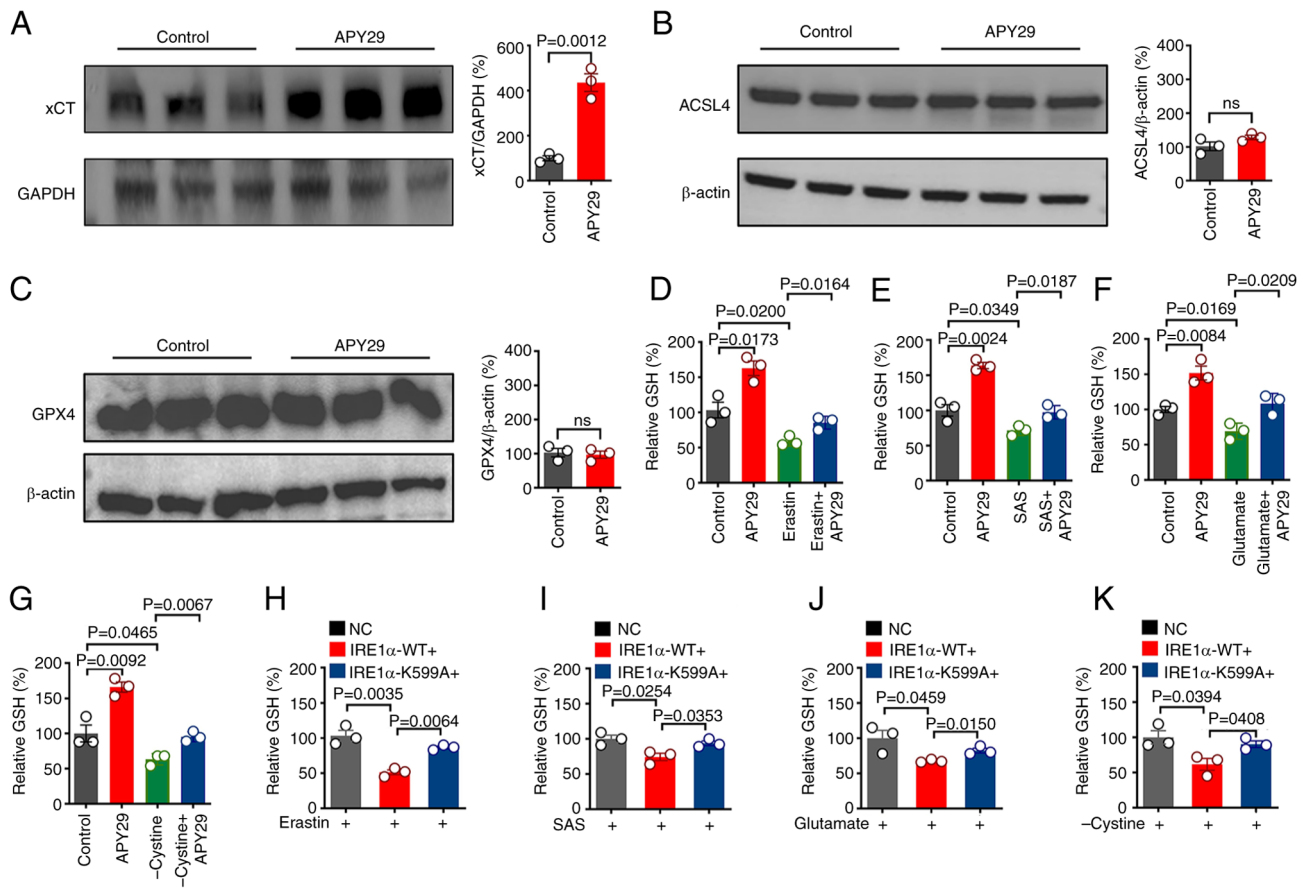 A
Control
APY29
xCT
GAPDH
xCT/GAPDH (%)
600
400
200
0
P=0.0012
Control
APY29
B
Control
APY29
ACSL4
β-actin
ACSL4/β-actin (%)
400
300
200
100
0
ns
Control
APY29
C
Control
APY29
GPX4
β-actin
GPX4/β-actin (%)
400
300
200
100
0
ns
Control
APY29
D
P=0.0164
P=0.0200
P=0.0173
Relative GSH (%)
200
150
100
50
0
Control
APY29
Erastin
Erastin+
APY29
E
P=0.0187
P=0.0349
P=0.0024
Relative GSH (%)
200
150
100
50
0
Control
APY29
SAS
SAS+
APY29
F
P=0.0209
P=0.0169
P=0.0084
Relative GSH (%)
200
150
100
50
0
Control
APY29
Glutamate
Glutamate+
APY29
G
P=0.0067
P=0.0465
P=0.0092
Relative GSH (%)
200
150
100
50
0
Control
APY29
–Cystine
–Cystine+
APY29
H
NC
IRE1α-WT+
IRE1α-K599A+
P=0.0035
P=0.0064
Relative GSH (%)
200
150
100
50
0
Erastin + + +
I
NC
IRE1α-WT+
IRE1α-K599A+
P=0.0254
P=0.0353
Relative GSH (%)
200
150
100
50
0
SAS + + +
J
NC
IRE1α-WT+
IRE1α-K599A+
P=0.0459
P=0.0150
Relative GSH (%)
200
150
100
50
0
Glutamate + + +
K
NC
IRE1α-WT+
IRE1α-K599A+
P=0.0394
P=0408
Relative GSH (%)
200
150
100
50
0
–Cystine + + +